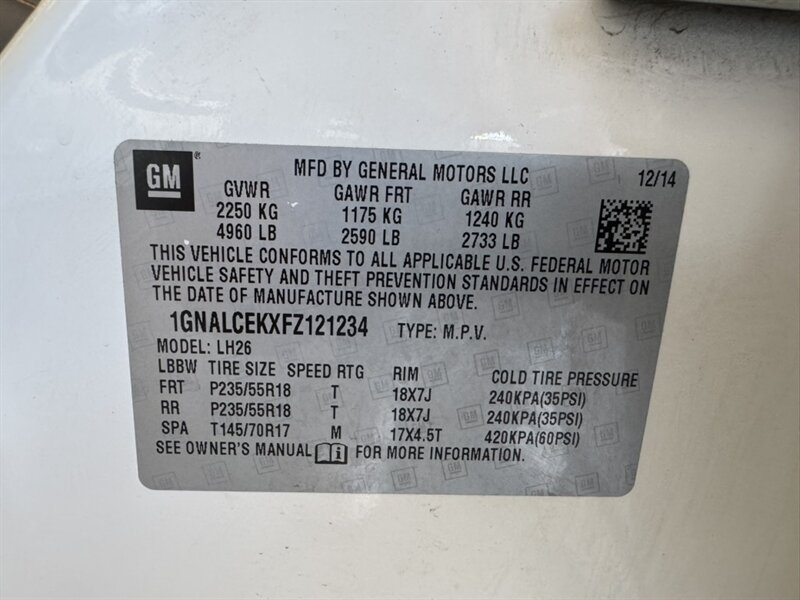 GM ® MFD BY GENERAL MOTORS LLC 12/14
GVWR GAWR FRT GAWR RR
2250 KG 1175 KG 1240 KG
4960 LB 2590 LB 2733 LB
THIS VEHICLE CONFORMS TO ALL APPLICABLE U.S. FEDERAL MOTOR
VEHICLE SAFETY AND THEFT PREVENTION STANDARDS IN EFFECT ON
THE DATE OF MANUFACTURE SHOWN ABOVE.
1GNALCEKXFZ121234 TYPE: M.P.V.
MODEL: LH26
LBBW TIRE SIZE SPEED RTG RIM COLD TIRE PRESSURE
FRT P235/55R18 T 18X7J 240KPA(35PSI)
RR P235/55R18 T 18X7J 240KPA(35PSI)
SPA T145/70R17 M 17X4.5T 420KPA(60PSI)
SEE OWNER'S MANUAL FOR MORE INFORMATION.